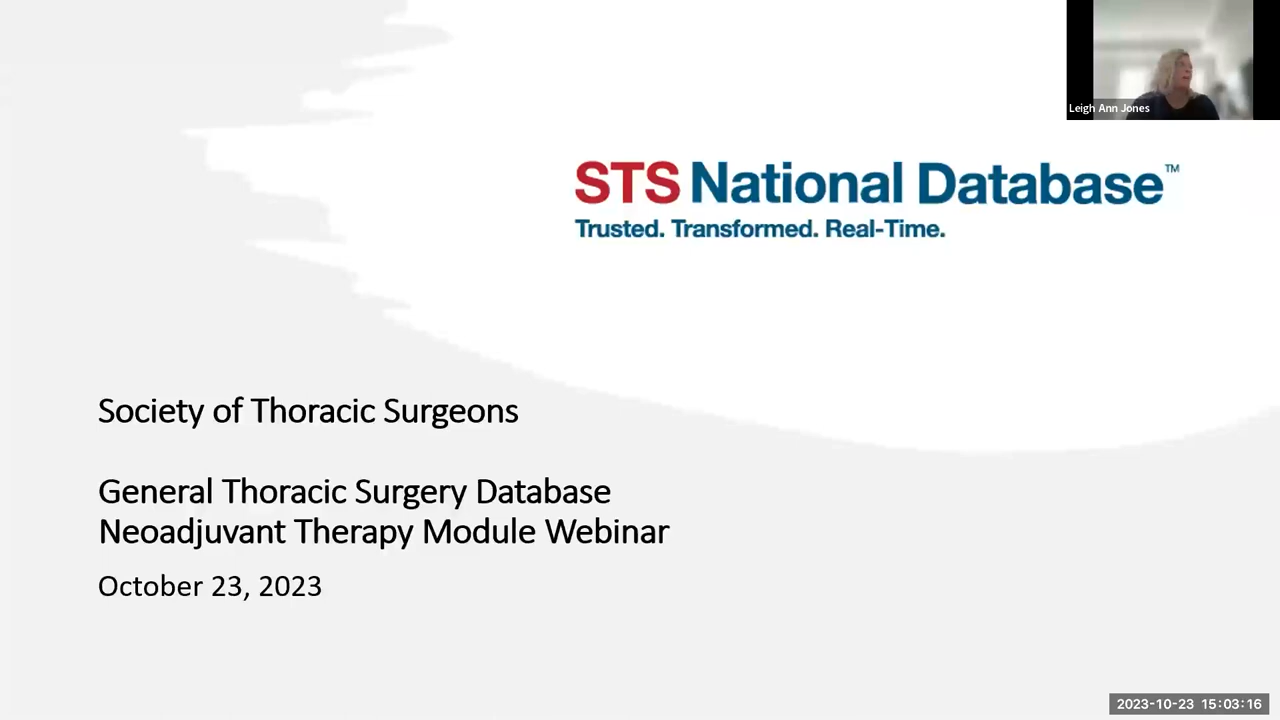 Leigh Ann Jones
STS National Database™
Trusted. Transformed. Real-Time.
Society of Thoracic Surgeons
General Thoracic Surgery Database
Neoadjuvant Therapy Module Webinar
October 23, 2023
2023-10-23 15:03:16